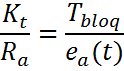 K_t / R_a = T_bloq / e_a(t)